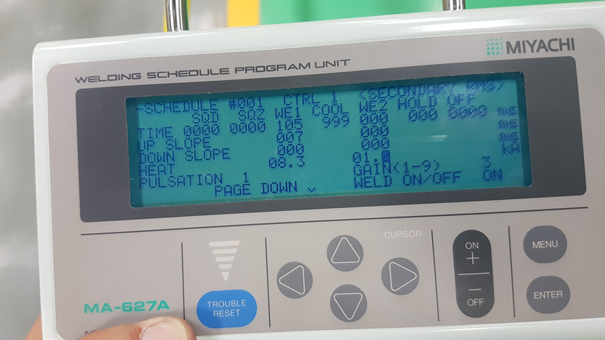 MIYACHI
WELDING SCHEDULE PROGRAM UNIT
-SCHEDULE #001 CTRL 1 <SECONDARY RMS>
SQD SQZ WE1 COOL WE2 HOLD OFF
TIME 0000 0000 105 999 000 000 0000 ms
UP SLOPE 007 000 ms
DOWN SLOPE 000 000 ms
HEAT 08.3 01. kA
PULSATION 1 GAIN(1-9) 3
PAGE DOWN WELD ON/OFF ON
CURSOR
ON
+
-
OFF
MENU
ENTER
MA-627A
TROUBLE
RESET